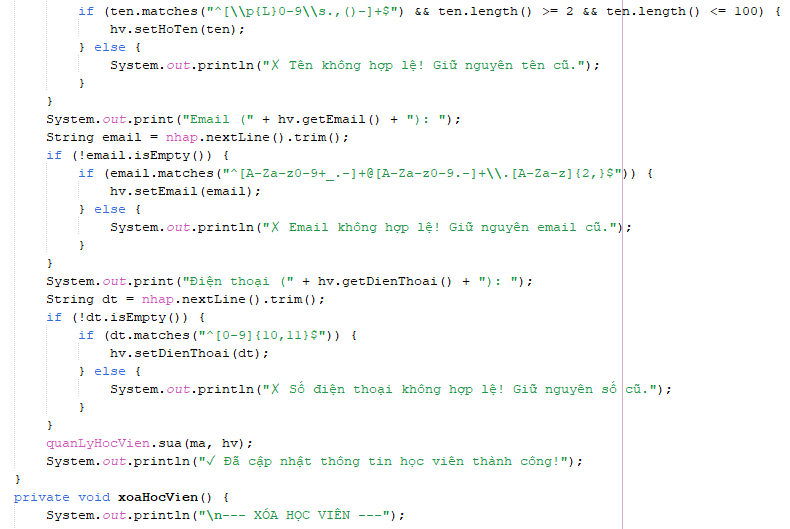 if (ten.matches("^[\\p{L}0-9\\s.,()-]+$") && ten.length() >= 2 && ten.length() <= 100) {
hv.setHoTen(ten);
} else {
System.out.println("✗ Tên không hợp lệ! Giữ nguyên tên cũ.");
}
}
System.out.print("Email (" + hv.getEmail() + "): ");
String email = nhap.nextLine().trim();
if (!email.isEmpty()) {
if (email.matches("^[A-Za-z0-9+_.-]+@[A-Za-z0-9.-]+\\.[A-Za-z]{2,}$")) {
hv.setEmail(email);
} else {
System.out.println("✗ Email không hợp lệ! Giữ nguyên email cũ.");
}
}
System.out.print("Điện thoại (" + hv.getDienThoai() + "): ");
String dt = nhap.nextLine().trim();
if (!dt.isEmpty()) {
if (dt.matches("^[0-9]{10,11}$")) {
hv.setDienThoai(dt);
} else {
System.out.println("✗ Số điện thoại không hợp lệ! Giữ nguyên số cũ.");
}
}
quanLyHocVien.sua(ma, hv);
System.out.println("✓ Đã cập nhật thông tin học viên thành công!");
}
private void xoaHocVien() {
System.out.println("\n--- XÓA HỌC VIÊN ---");